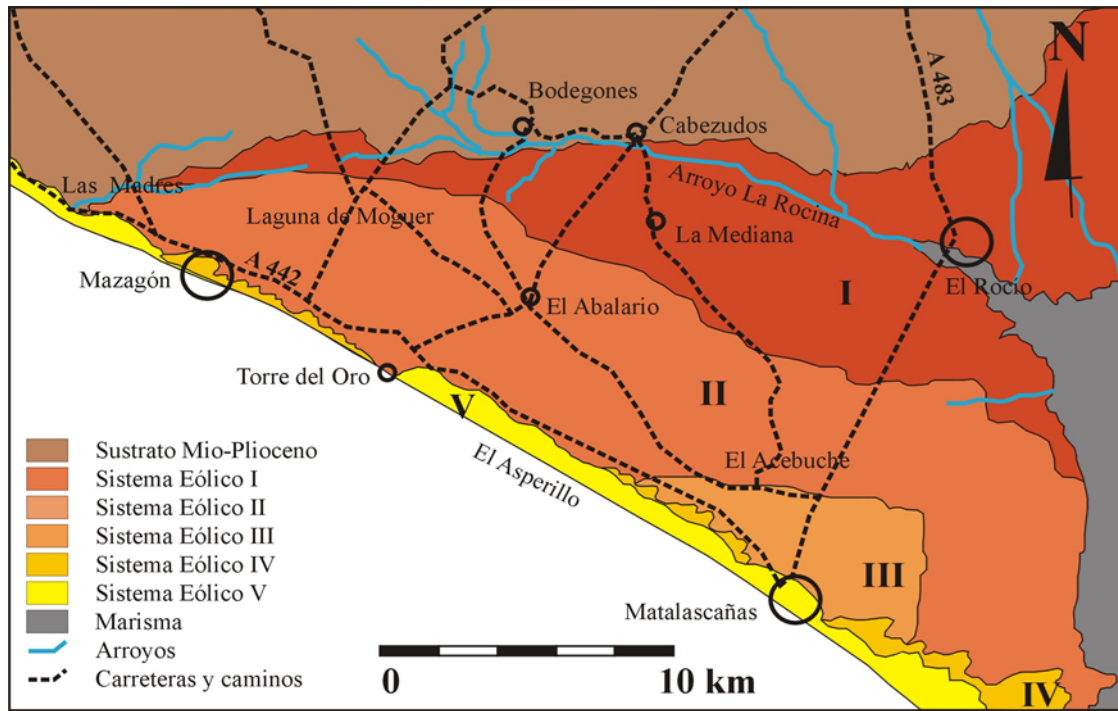 N
A 483
Bodegones
Cabezudos
Las Madres
Arroyo La Rocina
Laguna de Moguer
La Mediana
Mazagón
A 442
El Rocío
I
El Abalario
Torre del Oro
V
II
El Asperillo
El Acebuche
III
Matalascañas
IV
Sustrato Mio-Plioceno
Sistema Eólico I
Sistema Eólico II
Sistema Eólico III
Sistema Eólico IV
Sistema Eólico V
Marisma
Arroyos
Carreteras y caminos
0 10 km